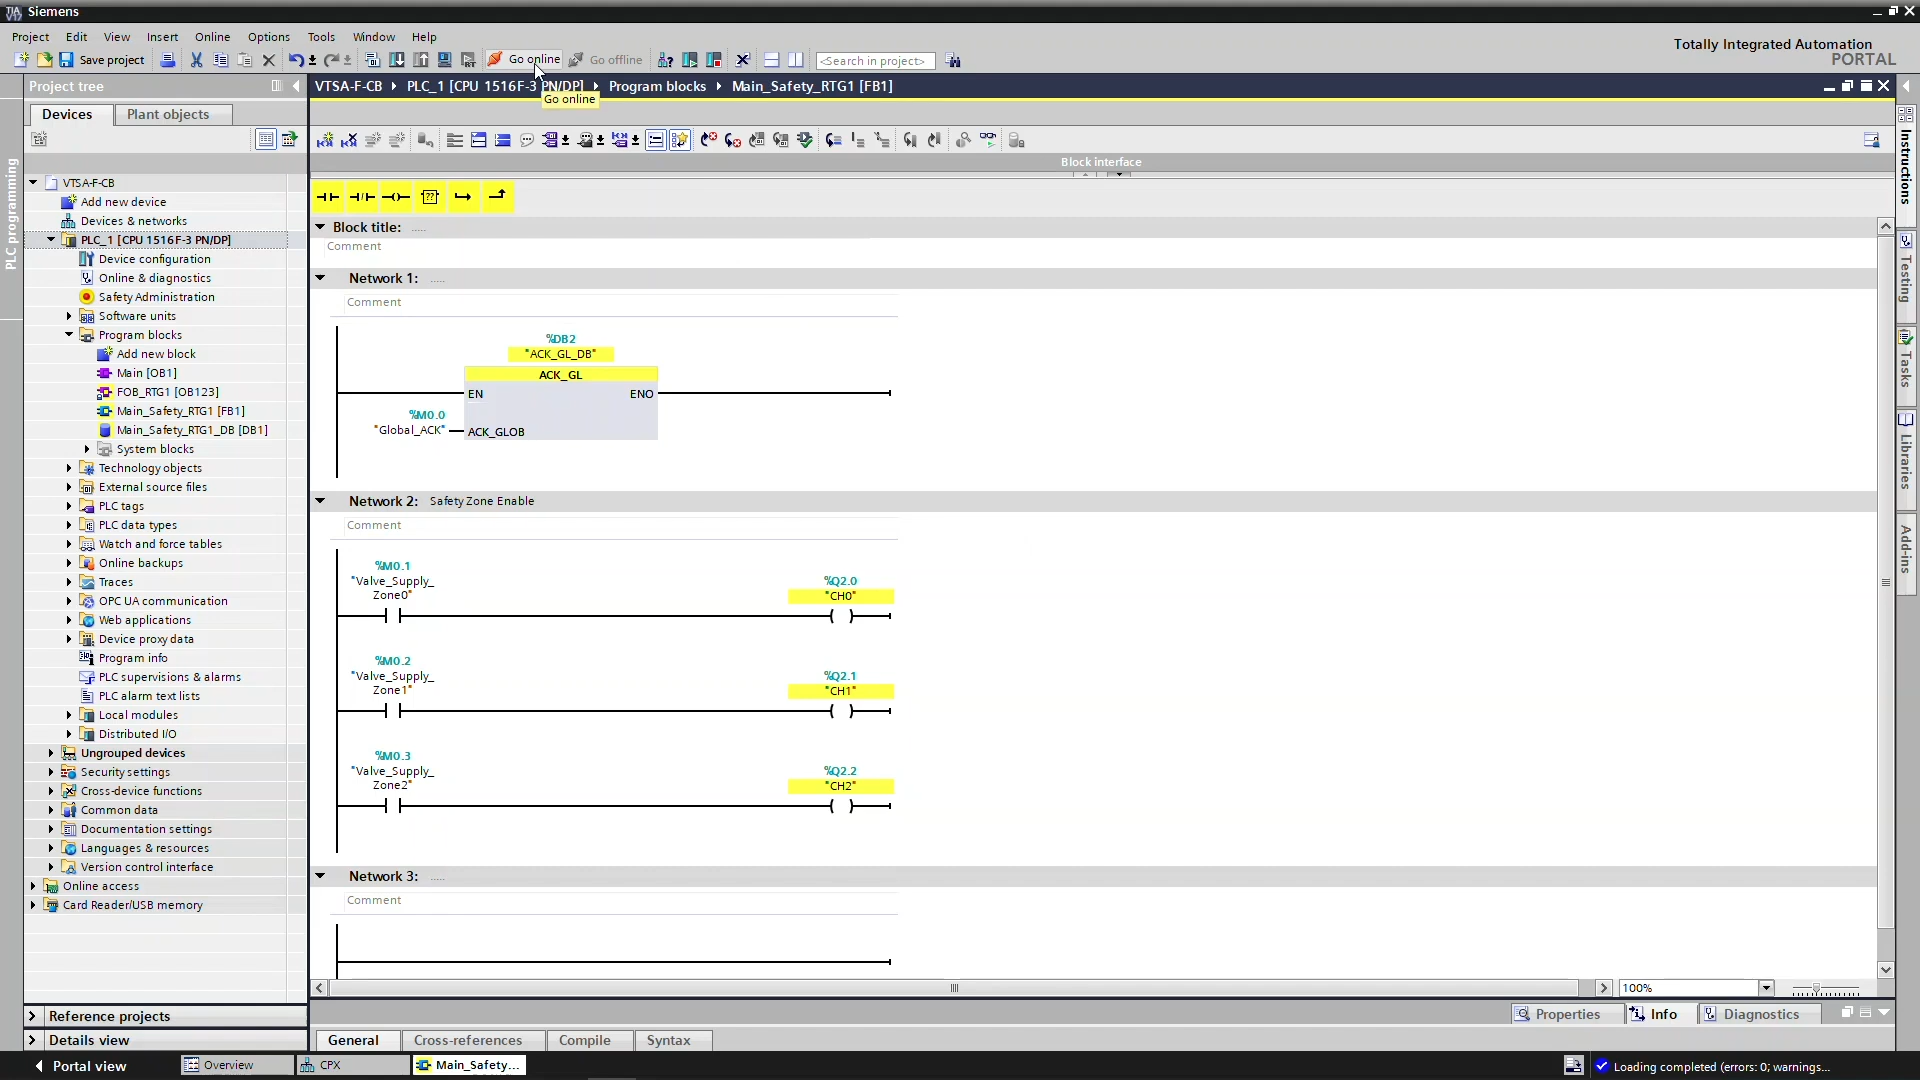 TIA
V17
Siemens
Project Edit View Insert Online Options Tools Window Help
Totally Integrated Automation
PORTAL
Save project
Go online
Go offline
<Search in project>
Project tree
VTSA-F-CB
PLC_1 [CPU 1516F-3 PN/DP]
Program blocks
Main_Safety_RTG1 [FB1]
Go online
Devices
Plant objects
Block interface
PLC programming
VTSA-F-CB
Add new device
Devices & networks
PLC_1 [CPU 1516F-3 PN/DP]
Device configuration
Online & diagnostics
Safety Administration
Software units
Program blocks
Add new block
Main [OB1]
FOB_RTG1 [OB123]
Main_Safety_RTG1 [FB1]
Main_Safety_RTG1_DB [DB1]
System blocks
Technology objects
External source files
PLC tags
PLC data types
Watch and force tables
Online backups
Traces
OPC UA communication
Web applications
Device proxy data
Program info
PLC supervisions & alarms
PLC alarm text lists
Local modules
Distributed I/O
Ungrouped devices
Security settings
Cross-device functions
Common data
Documentation settings
Languages & resources
Version control interface
Online access
Card Reader/USB memory
Reference projects
Details view
??
Block title: .....
Comment
Network 1: .....
Comment
%DB2
"ACK_GL_DB"
ACK_GL
EN
ENO
%M0.0
"Global_ACK"
ACK_GLOB
Network 2: Safety Zone Enable
Comment
%M0.1
"Valve_Supply_
Zone0"
%Q2.0
"CH0"
%M0.2
"Valve_Supply_
Zone1"
%Q2.1
"CH1"
%M0.3
"Valve_Supply_
Zone2"
%Q2.2
"CH2"
Network 3: .....
Comment
100%
Instructions
Testing
Tasks
Libraries
Add-ins
Properties
Info
Diagnostics
General
Cross-references
Compile
Syntax
Portal view
Overview
CPX
Main_Safety...
Loading completed (errors: 0; warnings...